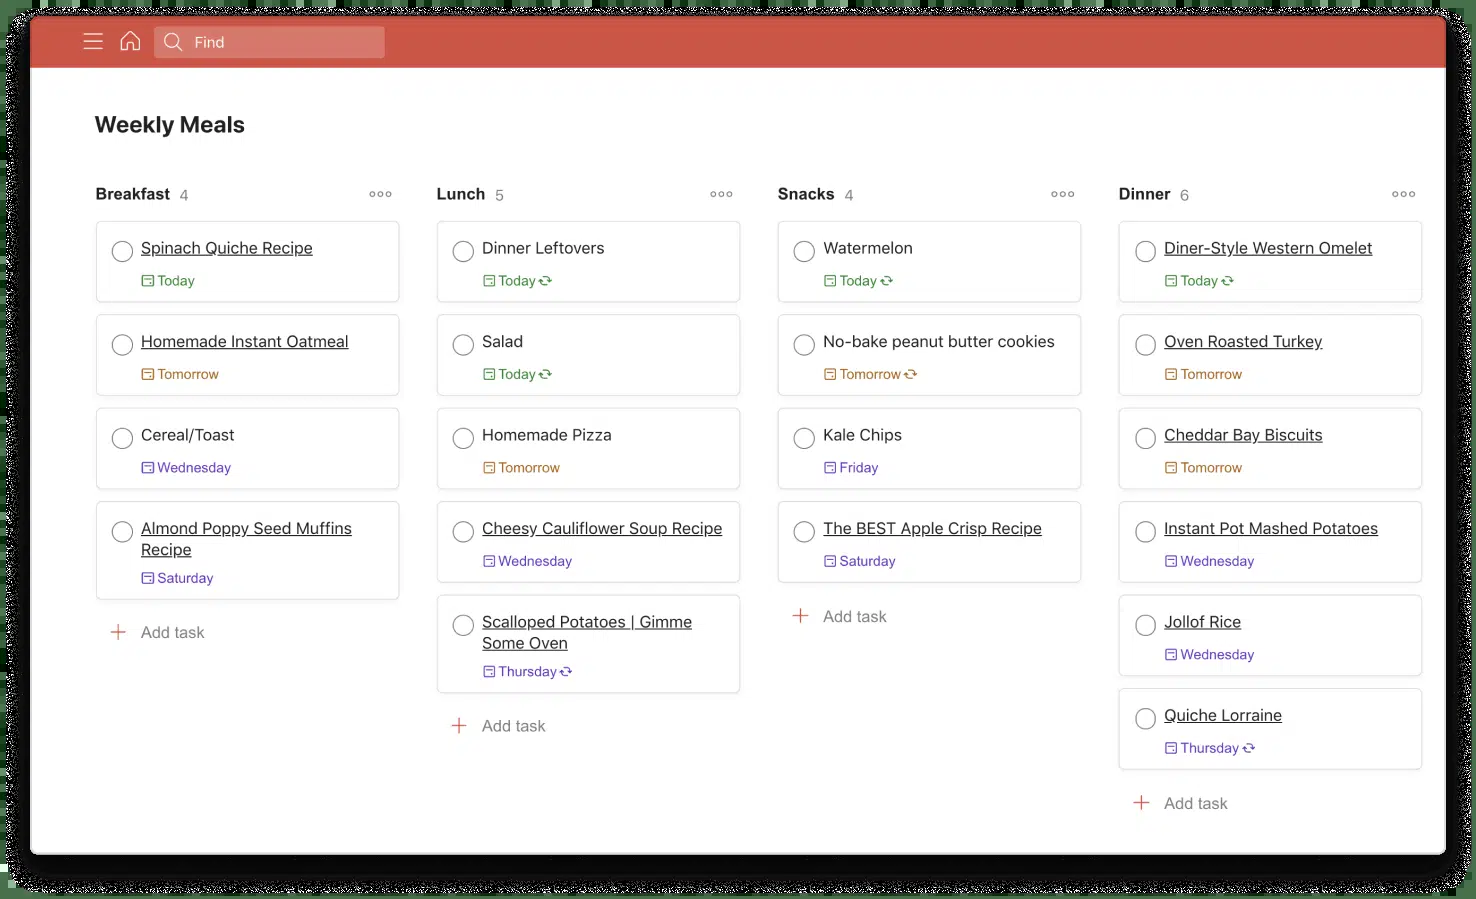 Find
Weekly Meals
Breakfast 4
Spinach Quiche Recipe
Today
Homemade Instant Oatmeal
Tomorrow
Cereal/Toast
Wednesday
Almond Poppy Seed Muffins
Recipe
Saturday
Add task
Lunch 5
Dinner Leftovers
Today
Salad
Today
Homemade Pizza
Tomorrow
Cheesy Cauliflower Soup Recipe
Wednesday
Scalloped Potatoes | Gimme
Some Oven
Thursday
Add task
Snacks 4
Watermelon
Today
No-bake peanut butter cookies
Tomorrow
Kale Chips
Friday
The BEST Apple Crisp Recipe
Saturday
Add task
Dinner 6
Diner-Style Western Omelet
Today
Oven Roasted Turkey
Tomorrow
Cheddar Bay Biscuits
Tomorrow
Instant Pot Mashed Potatoes
Wednesday
Jollof Rice
Wednesday
Quiche Lorraine
Thursday
Add task